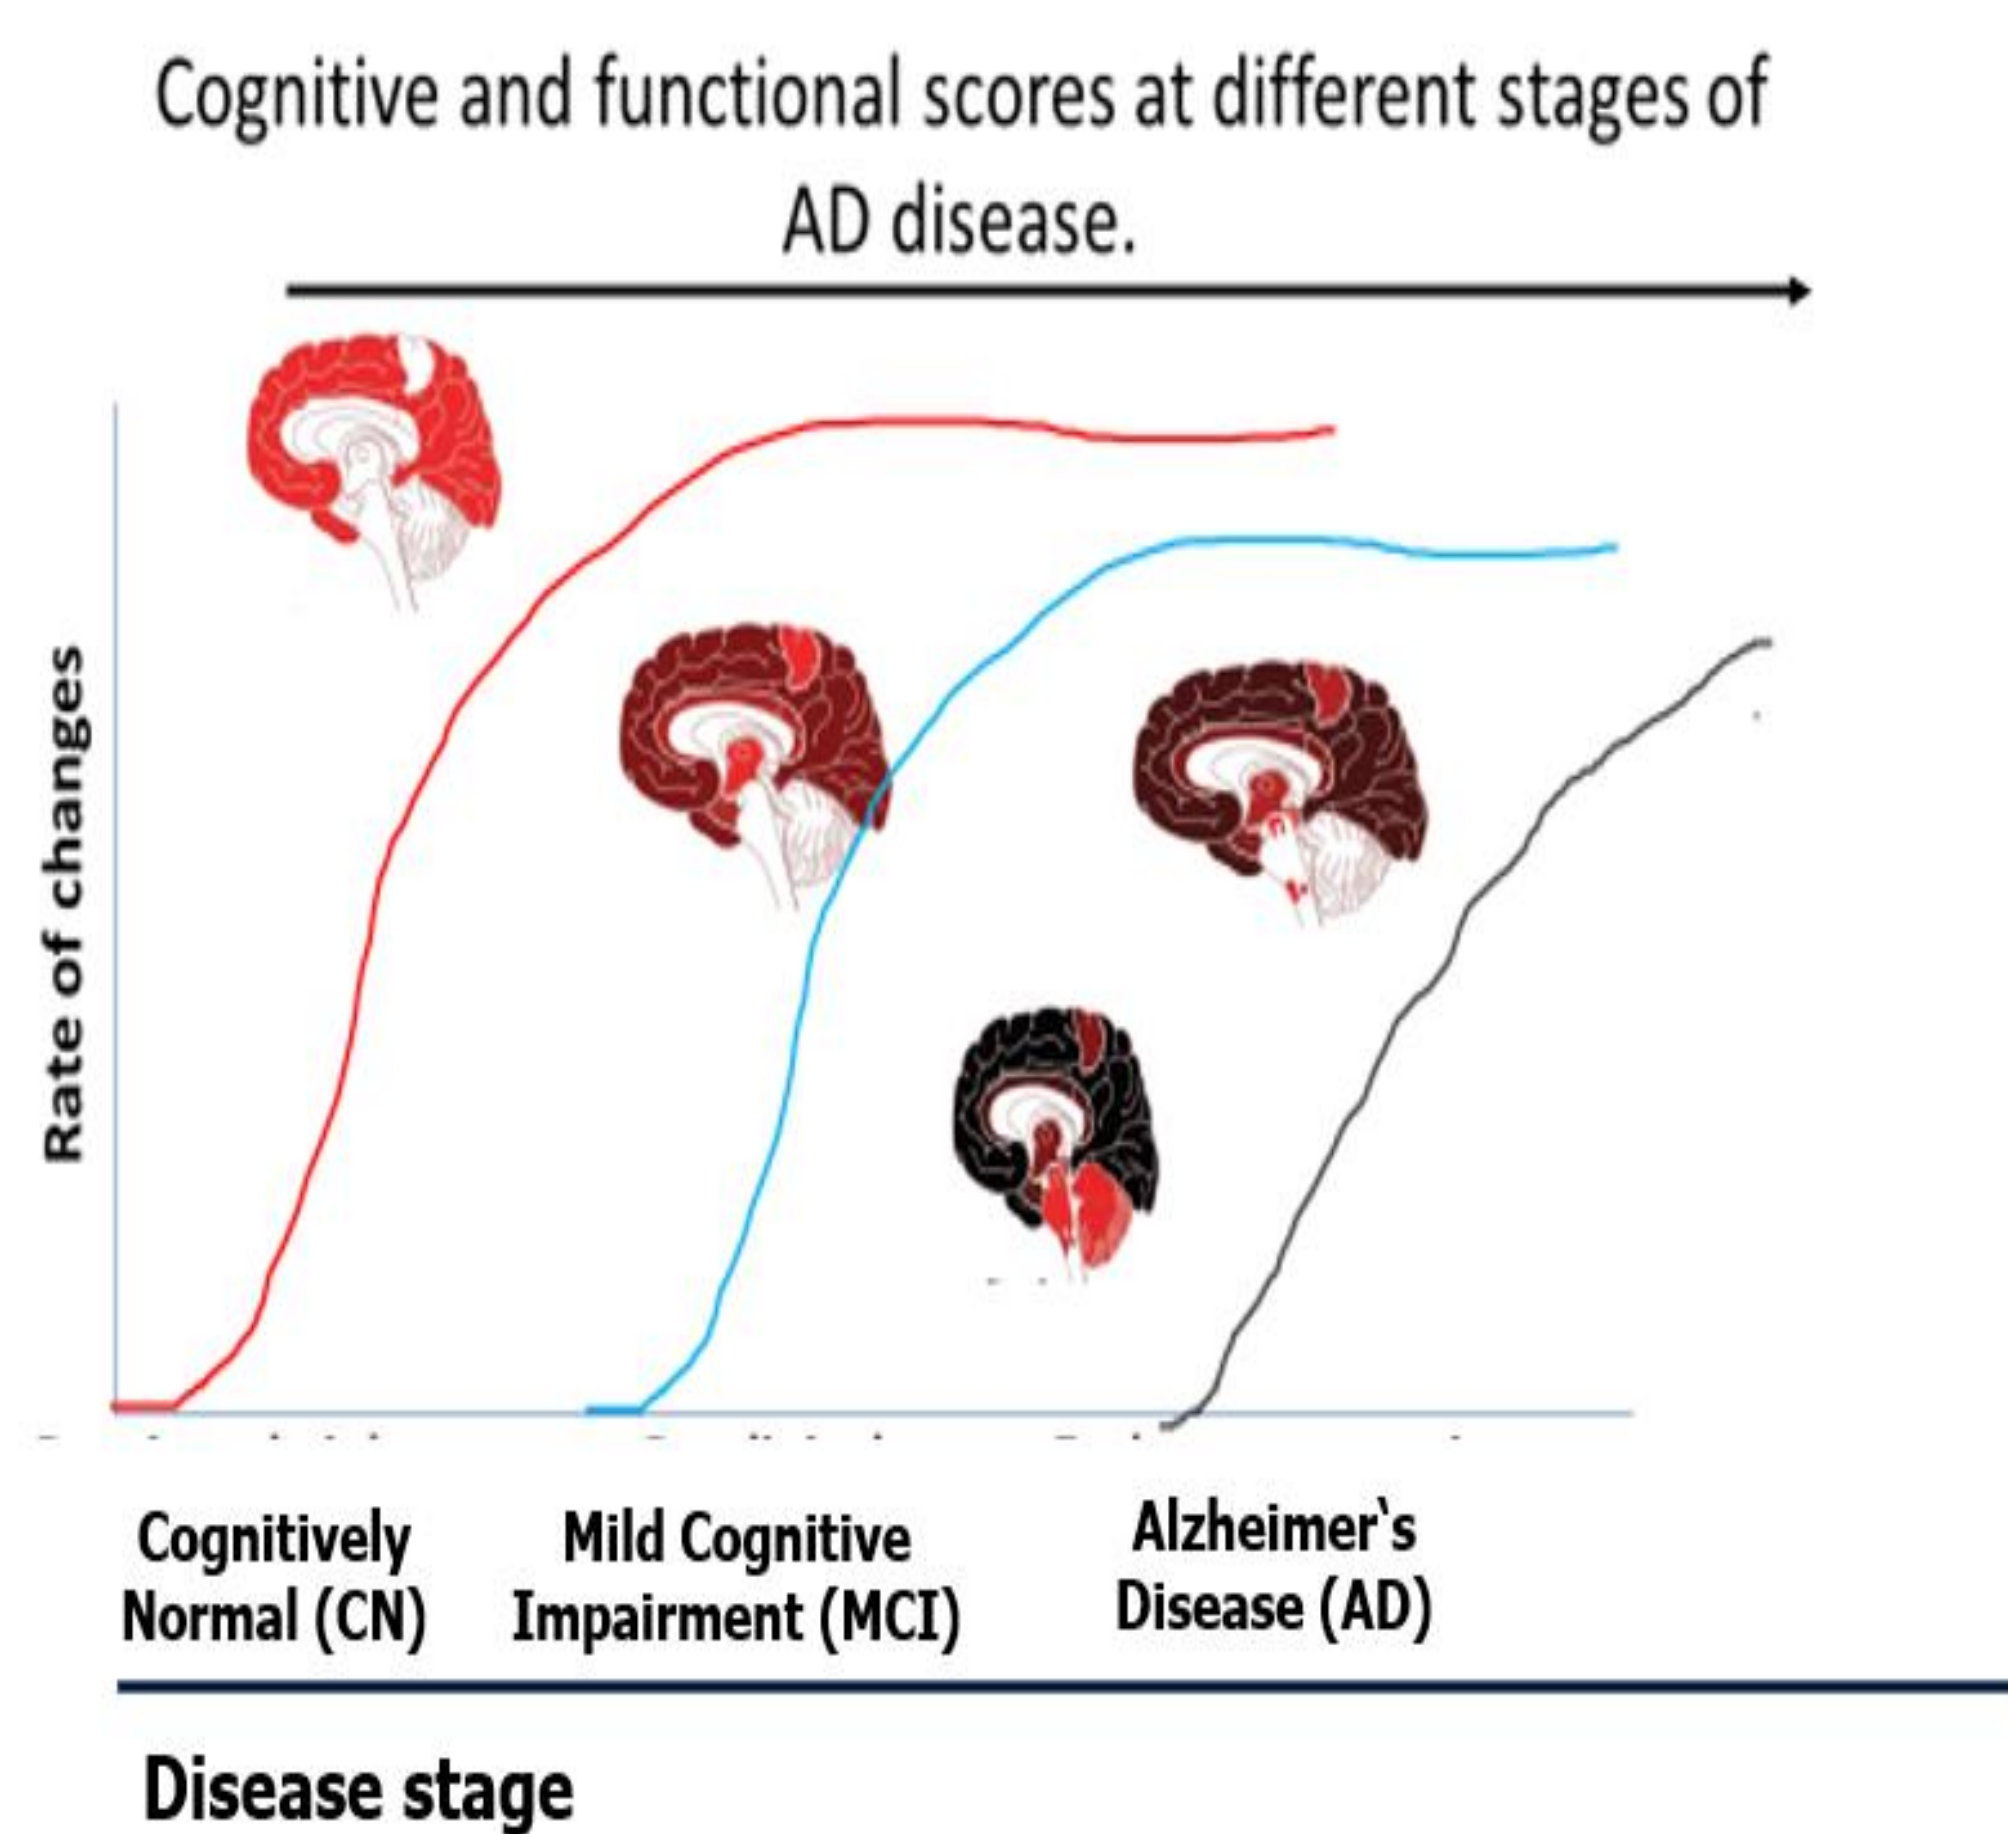 Cognitive and functional scores at different stages of
AD disease.
Rate of changes
Cognitively
Normal (CN)
Mild Cognitive
Impairment (MCI)
Alzheimer‛s
Disease (AD)
Disease stage